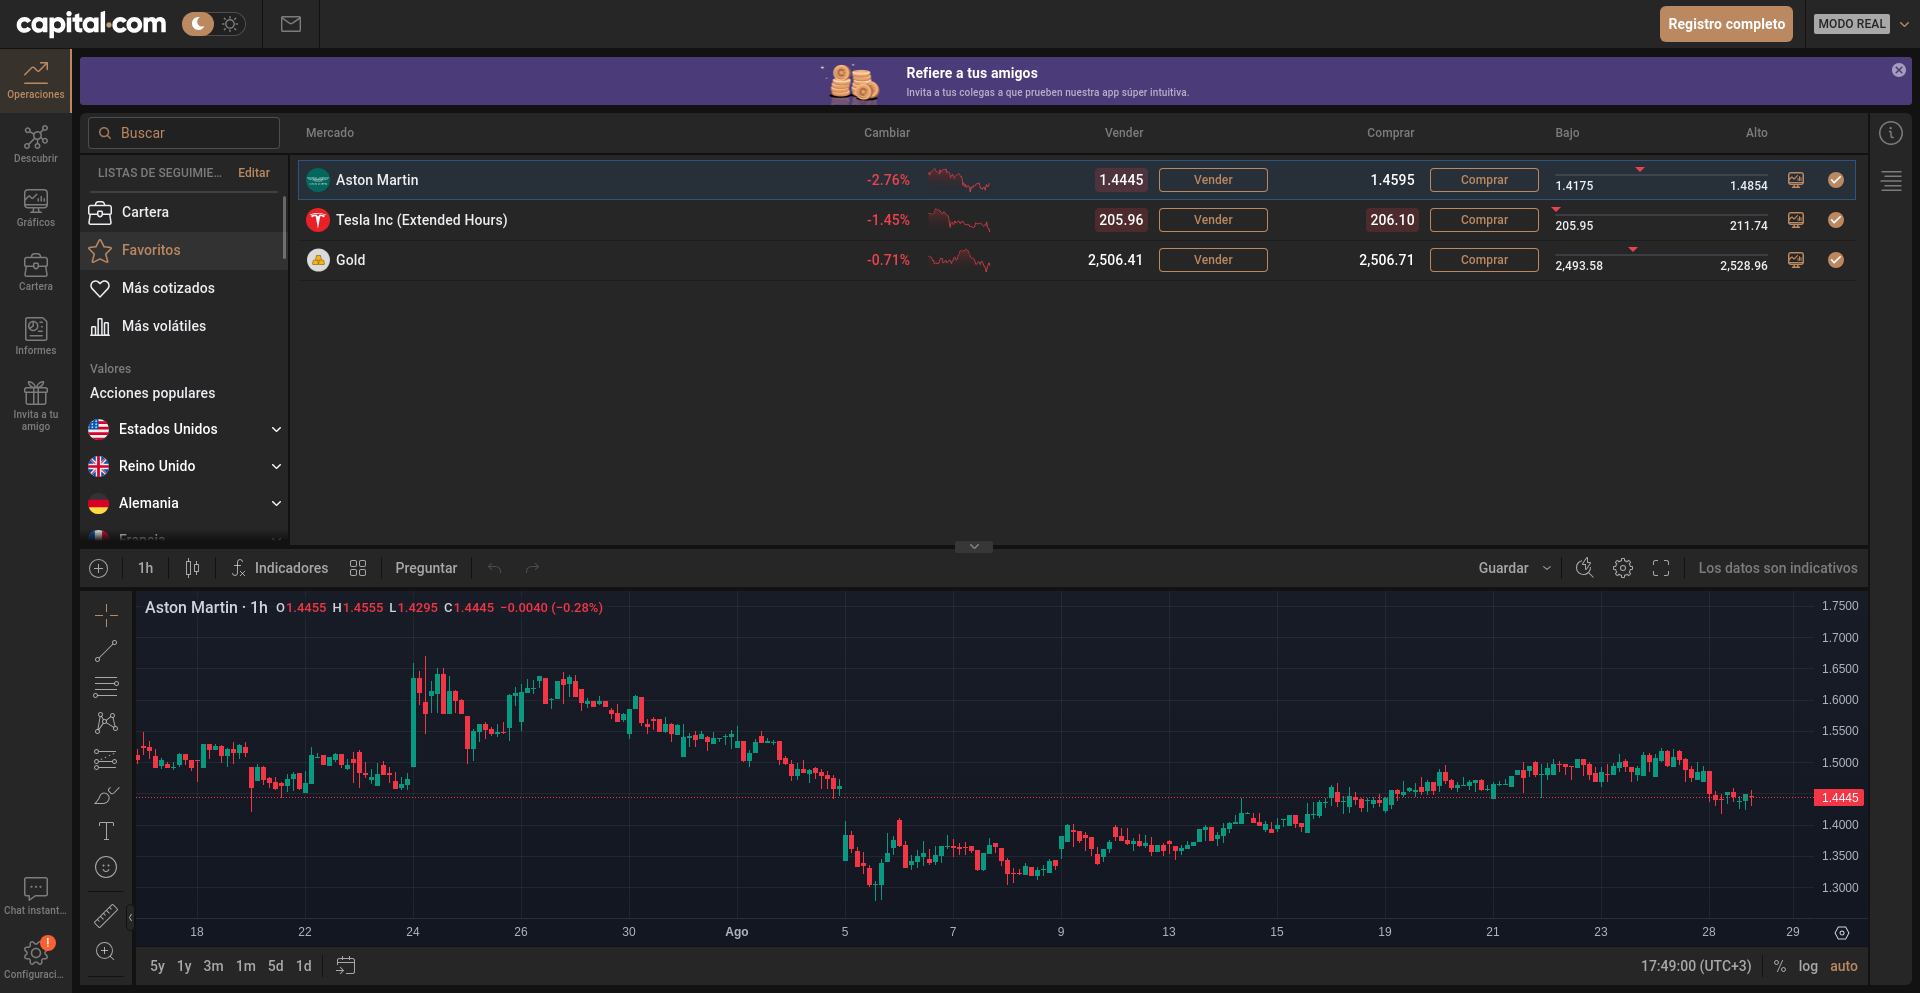 capital.com
Registro completo
MODO REAL
Operaciones
Descubrir
Gráficos
Cartera
Informes
Invita a tu
amigo
Chat instant...
Configuraci...
Refiere a tus amigos
Invita a tus colegas a que prueben nuestra app súper intuitiva.
Buscar
Mercado Cambiar Vender Comprar Bajo Alto
LISTAS DE SEGUIMIE... Editar
Cartera
Favoritos
Más cotizados
Más volátiles
Valores
Acciones populares
Estados Unidos
Reino Unido
Alemania
Francia
Aston Martin -2.76% 1.4445 Vender 1.4595 Comprar 1.4175 1.4854
Tesla Inc (Extended Hours) -1.45% 205.96 Vender 206.10 Comprar 205.95 211.74
Gold -0.71% 2,506.41 Vender 2,506.71 Comprar 2,493.58 2,528.96
1h Indicadores Preguntar Guardar Los datos son indicativos
Aston Martin · 1h O1.4455 H1.4555 L1.4295 C1.4445 −0.0040 (−0.28%)
1.7500
1.7000
1.6500
1.6000
1.5500
1.5000
1.4445
1.4000
1.3500
1.3000
18 22 24 26 30 Ago 5 7 9 13 15 19 21 23 28 29
5y 1y 3m 1m 5d 1d 17:49:00 (UTC+3) % log auto